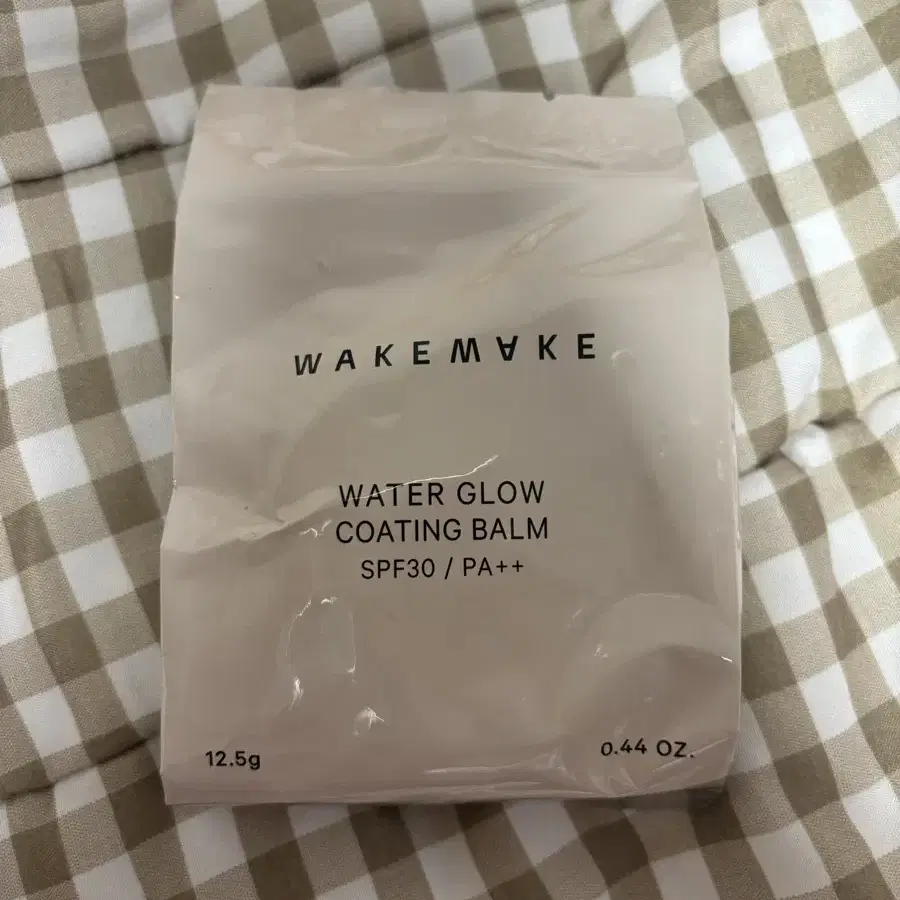 WAKEMAKE
WATER GLOW
COATING BALM
SPF30 / PA++
12.5g
0.44 OZ.